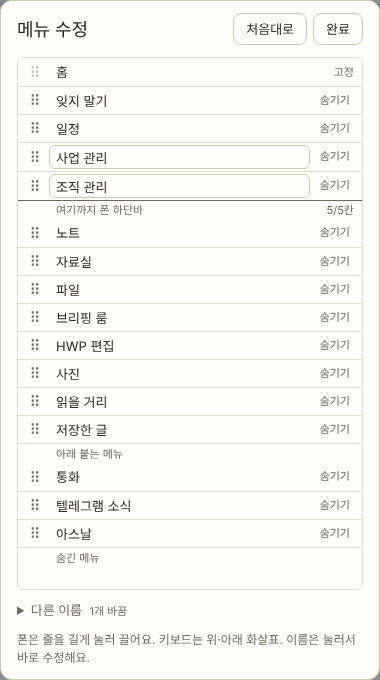 메뉴 수정
처음대로
완료
홈 고정
잊지 말기 숨기기
일정 숨기기
사업 관리 숨기기
조직 관리 숨기기
여기까지 폰 하단바 5/5칸
노트 숨기기
자료실 숨기기
파일 숨기기
브리핑 룸 숨기기
HWP 편집 숨기기
사진 숨기기
읽을 거리 숨기기
저장한 글 숨기기
아래 붙는 메뉴
통화 숨기기
텔레그램 소식 숨기기
아스날 숨기기
숨긴 메뉴
▶ 다른 이름 1개 바꿈
폰은 줄을 길게 눌러 끌어요. 키보드는 위·아래 화살표. 이름은 눌러서
바로 수정해요.